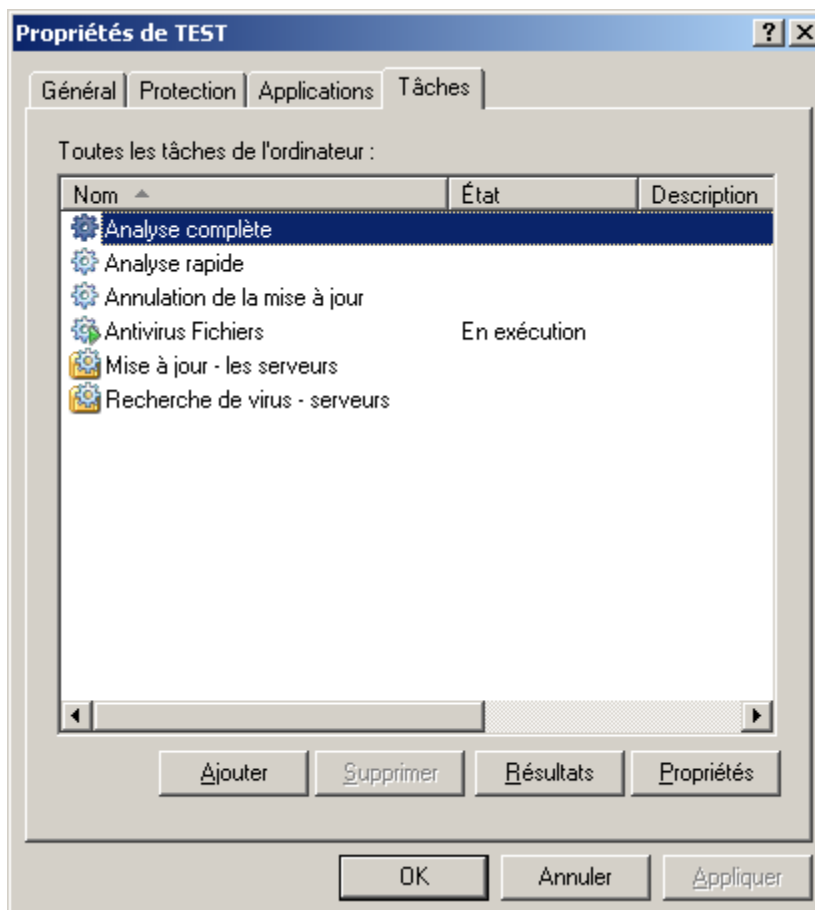 Propriétés de TEST
Général Protection Applications Tâches
Toutes les tâches de l'ordinateur :
Nom État Description
Analyse complète
Analyse rapide
Annulation de la mise à jour
Antivirus Fichiers En exécution
Mise à jour - les serveurs
Recherche de virus - serveurs
Ajouter Supprimer Résultats Propriétés
OK Annuler Appliquer